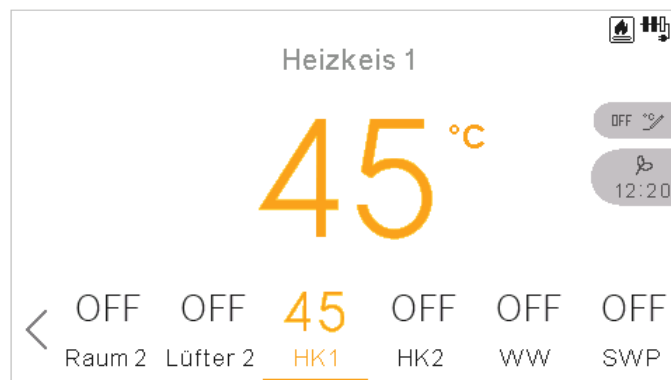 Heizkeis 1
45 °C
OFF °C
12:20
OFF OFF 45 OFF OFF OFF
Raum 2 Lüfter 2 HK1 HK2 WW SWP